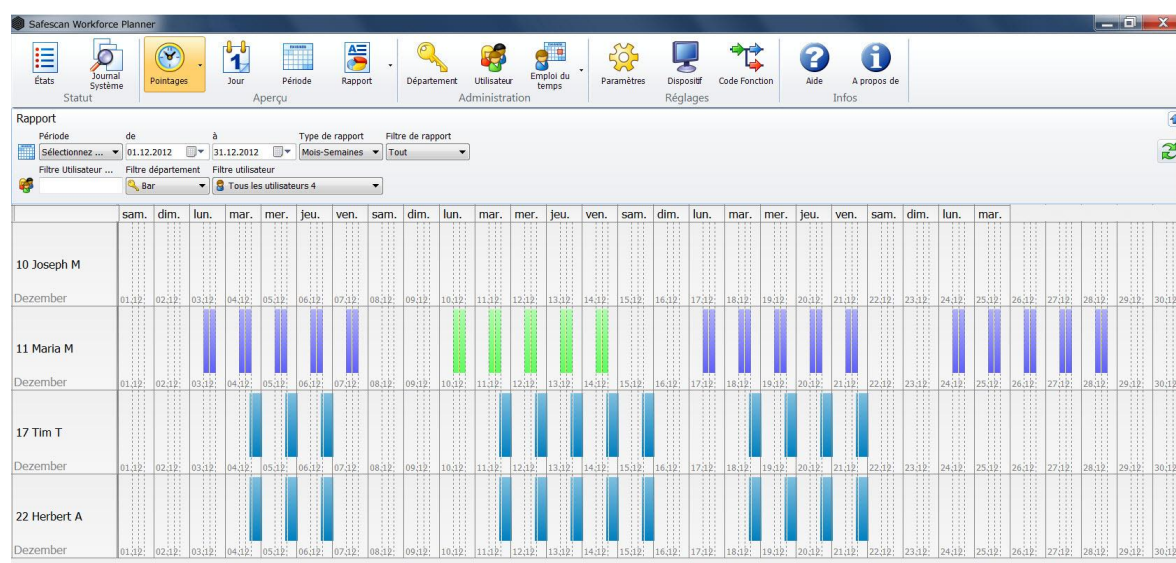 Safescan Workforce Planner
États Journal Système Pointages Jour Période Rapport Département Utilisateur Emploi du temps Paramètres Dispositif Code Fonction Aide A propos de
Statut Aperçu Administration Réglages Infos
Rapport
Période de à Type de rapport Filtre de rapport
Sélectionnez ... 01.12.2012 31.12.2012 Mois-Semaines Tout
Filtre Utilisateur ... Filtre département Filtre utilisateur
Bar Tous les utilisateurs 4
sam. dim. lun. mar. mer. jeu. ven. sam. dim. lun. mar. mer. jeu. ven. sam. dim. lun. mar. mer. jeu. ven. sam. dim. lun. mar.
10 Joseph M
Dezember 01.12 02.12 03.12 04.12 05.12 06.12 07.12 08.12 09.12 10.12 11.12 12.12 13.12 14.12 15.12 16.12 17.12 18.12 19.12 20.12 21.12 22.12 23.12 24.12 25.12 26.12 27.12 28.12 29.12 30.12
11 Maria M
Dezember 01.12 02.12 03.12 04.12 05.12 06.12 07.12 08.12 09.12 10.12 11.12 12.12 13.12 14.12 15.12 16.12 17.12 18.12 19.12 20.12 21.12 22.12 23.12 24.12 25.12 26.12 27.12 28.12 29.12 30.12
17 Tim T
Dezember 01.12 02.12 03.12 04.12 05.12 06.12 07.12 08.12 09.12 10.12 11.12 12.12 13.12 14.12 15.12 16.12 17.12 18.12 19.12 20.12 21.12 22.12 23.12 24.12 25.12 26.12 27.12 28.12 29.12 30.12
22 Herbert A
Dezember 01.12 02.12 03.12 04.12 05.12 06.12 07.12 08.12 09.12 10.12 11.12 12.12 13.12 14.12 15.12 16.12 17.12 18.12 19.12 20.12 21.12 22.12 23.12 24.12 25.12 26.12 27.12 28.12 29.12 30.12